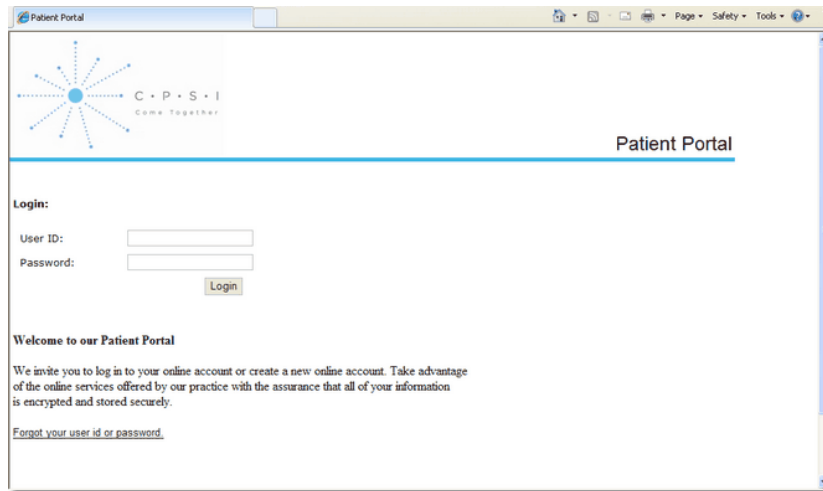 Patient Portal
Page Safety Tools
C • P • S • I
Come Together
Patient Portal
Login:
User ID:
Password:
Login
Welcome to our Patient Portal
We invite you to log in to your online account or create a new online account. Take advantage
of the online services offered by our practice with the assurance that all of your information
is encrypted and stored securely.
Forgot your user id or password.